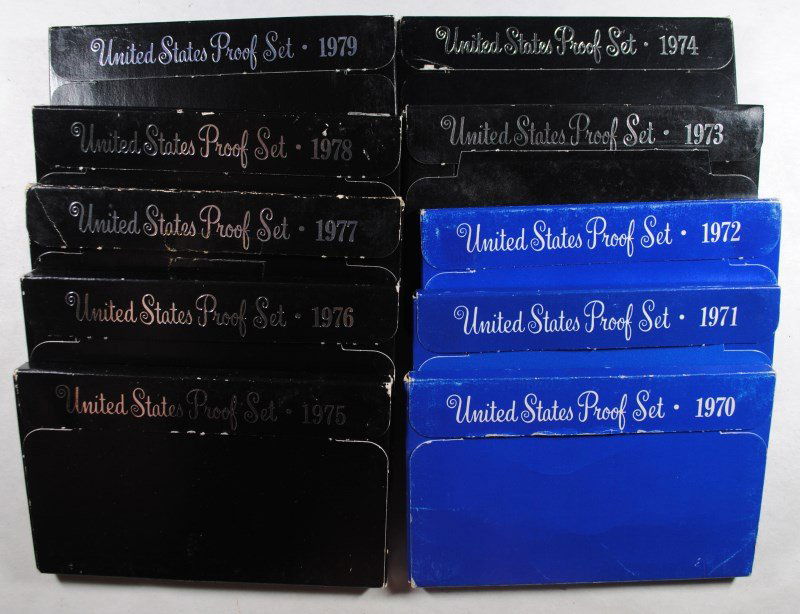 United States Proof Set · 1979
United States Proof Set · 1978
United States Proof Set · 1977
United States Proof Set · 1976
United States Proof Set · 1975
United States Proof Set · 1974
United States Proof Set · 1973
United States Proof Set · 1972
United States Proof Set · 1971
United States Proof Set · 1970